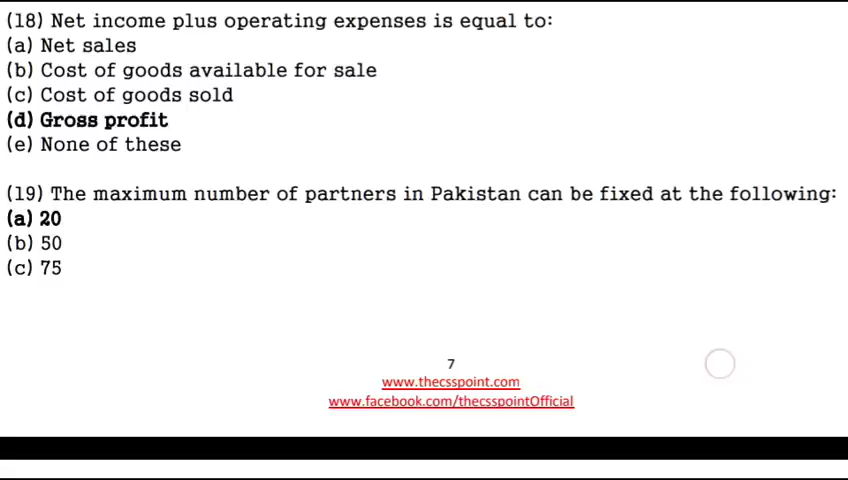 (18) Net income plus operating expenses is equal to:
(a) Net sales
(b) Cost of goods available for sale
(c) Cost of goods sold
(d) Gross profit
(e) None of these
(19) The maximum number of partners in Pakistan can be fixed at the following:
(a) 20
(b) 50
(c) 75
7
www.thecsspoint.com
www.facebook.com/thecsspointOfficial